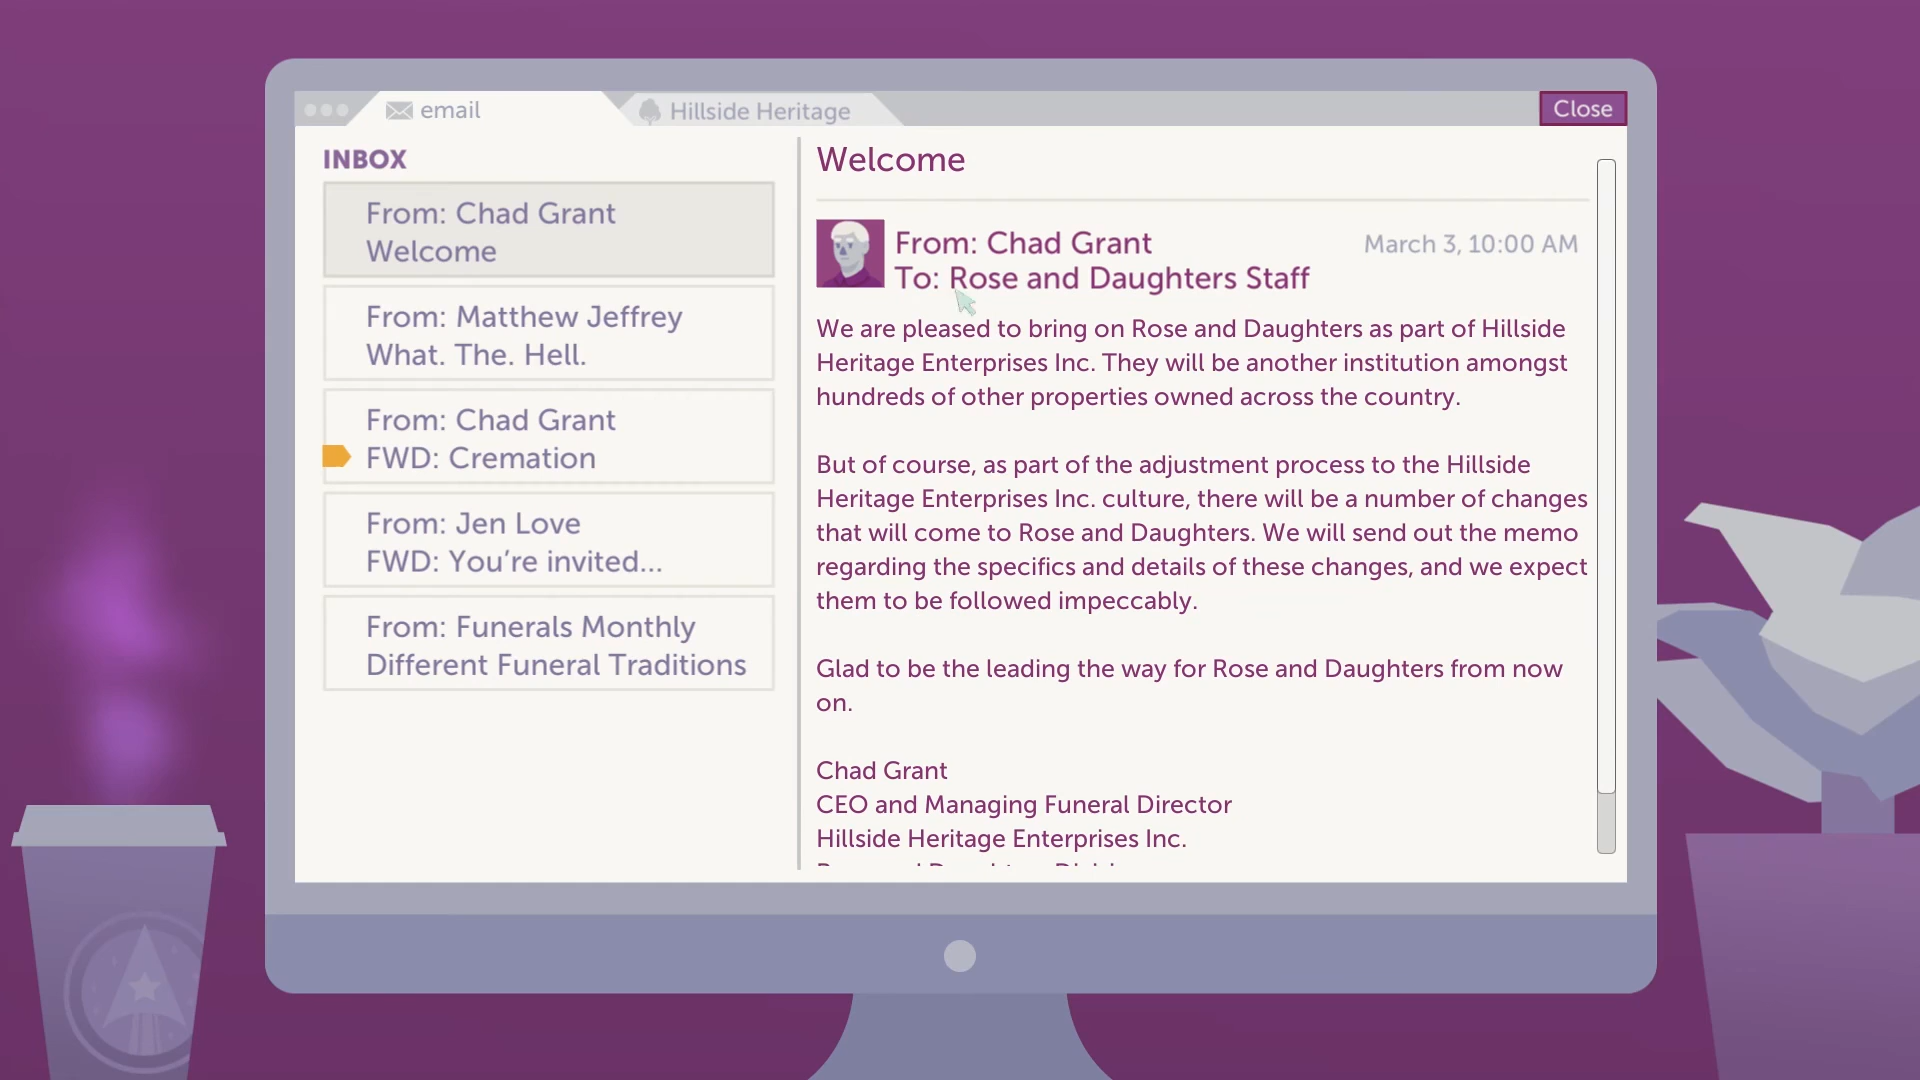 email
Hillside Heritage
Close
INBOX
From: Chad Grant
Welcome
From: Matthew Jeffrey
What. The. Hell.
From: Chad Grant
FWD: Cremation
From: Jen Love
FWD: You’re invited...
From: Funerals Monthly
Different Funeral Traditions
Welcome
From: Chad Grant
March 3, 10:00 AM
To: Rose and Daughters Staff
We are pleased to bring on Rose and Daughters as part of Hillside
Heritage Enterprises Inc. They will be another institution amongst
hundreds of other properties owned across the country.
But of course, as part of the adjustment process to the Hillside
Heritage Enterprises Inc. culture, there will be a number of changes
that will come to Rose and Daughters. We will send out the memo
regarding the specifics and details of these changes, and we expect
them to be followed impeccably.
Glad to be the leading the way for Rose and Daughters from now
on.
Chad Grant
CEO and Managing Funeral Director
Hillside Heritage Enterprises Inc.